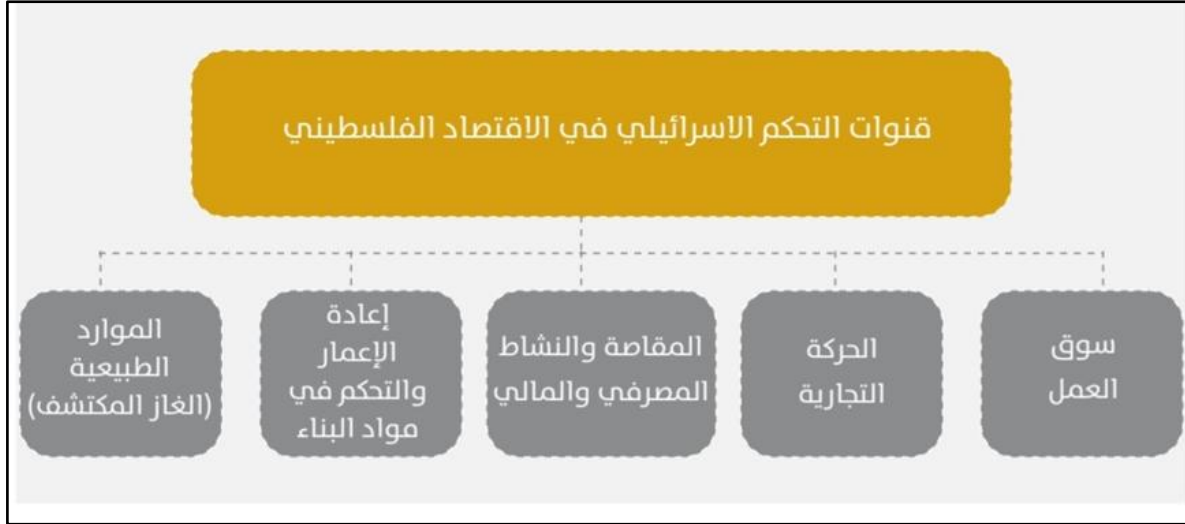 قنوات التحكم الاسرائيلي في الاقتصاد الفلسطيني
سوق
العمل
الحركة
التجارية
المقاصة والنشاط
المصرفي والمالي
إعادة
الإعمار
والتحكم في
مواد البناء
الموارد
الطبيعية
(الغاز المكتشف)